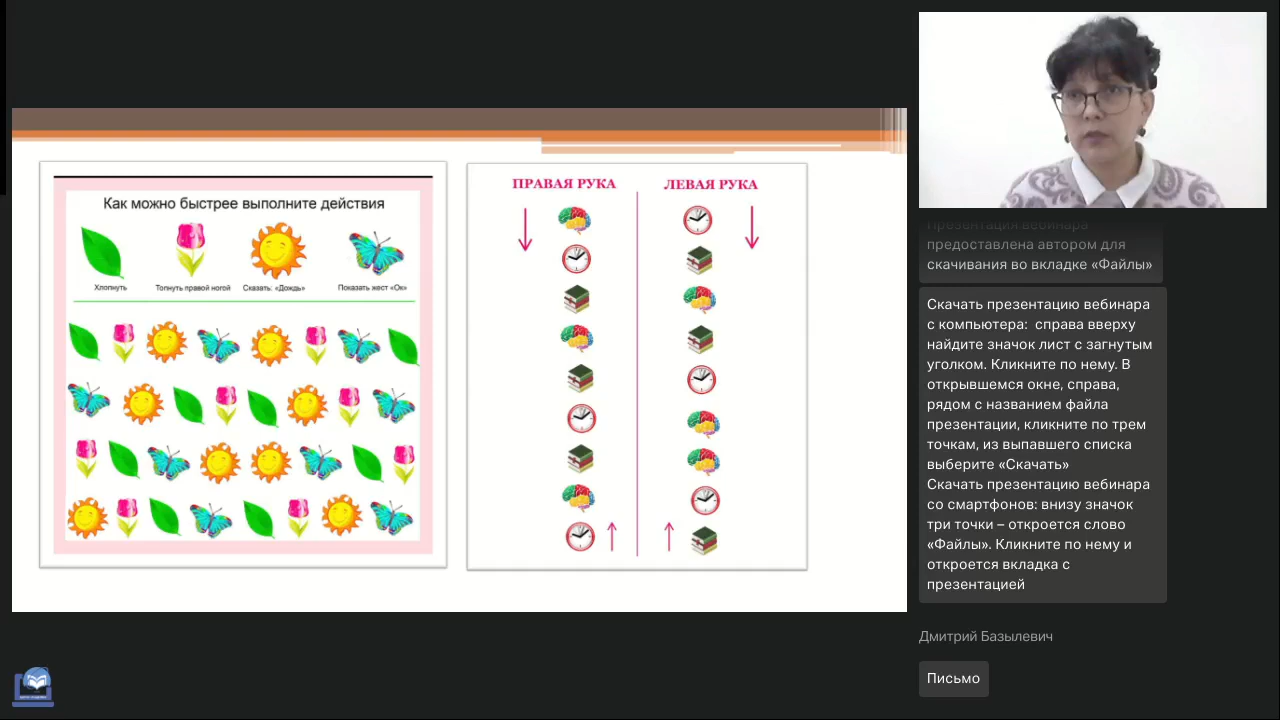 Как можно быстрее выполните действия
Хлопнуть
Топнуть правой ногой
Сказать: «Дождь»
Показать жест «Ок»
ПРАВАЯ РУКА
ЛЕВАЯ РУКА
Презентация вебинара
предоставлена автором для
скачивания во вкладке «Файлы»
Скачать презентацию вебинара
с компьютера: справа вверху
найдите значок лист с загнутым
уголком. Кликните по нему. В
открывшемся окне, справа,
рядом с названием файла
презентации, кликните по трем
точкам, из выпавшего списка
выберите «Скачать»
Скачать презентацию вебинара
со смартфонов: внизу значок
три точки – откроется слово
«Файлы». Кликните по нему и
откроется вкладка с
презентацией
Дмитрий Базылевич
Письмо